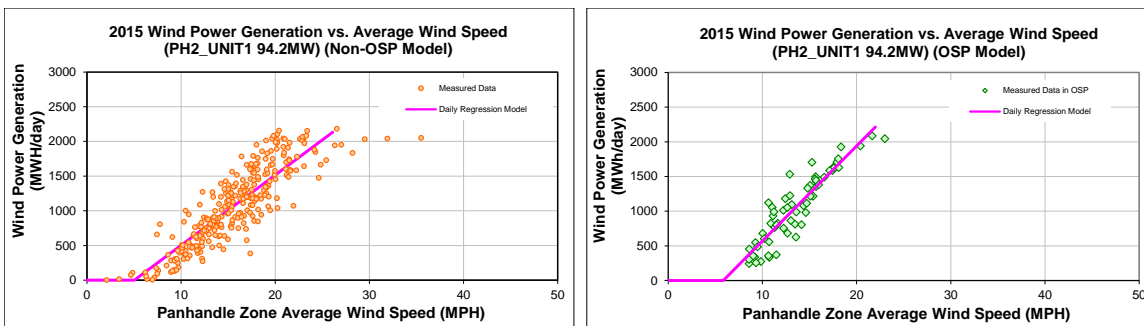 2015 Wind Power Generation vs. Average Wind Speed
(PH2_UNIT1 94.2MW) (Non-OSP Model)
Wind Power Generation
(MWH/day)
3000
2500
2000
1500
1000
500
0
Measured Data
Daily Regression Model
0 10 20 30 40 50
Panhandle Zone Average Wind Speed (MPH)
2015 Wind Power Generation vs. Average Wind Speed
(PH2_UNIT1 94.2MW) (OSP Model)
Wind Power Generation
(MWh/day)
3000
2500
2000
1500
1000
500
0
Measured Data in OSP
Daily Regression Model
0 10 20 30 40 50
Panhandle Zone Average Wind Speed (MPH)